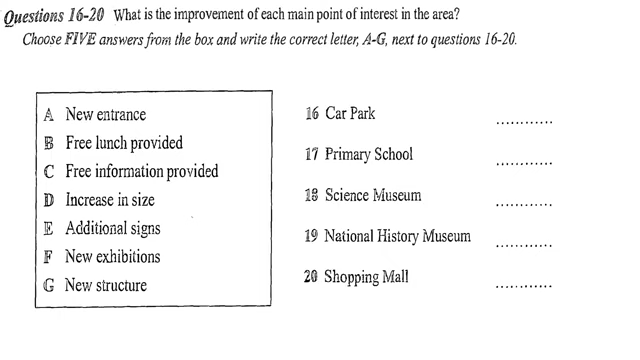 Questions 16-20 What is the improvement of each main point of interest in the area?
Choose FIVE answers from the box and write the correct letter, A-G, next to questions 16-20.
A New entrance
B Free lunch provided
C Free information provided
D Increase in size
E Additional signs
F New exhibitions
G New structure
16 Car Park ............
17 Primary School ............
18 Science Museum ............
19 National History Museum ............
20 Shopping Mall ............